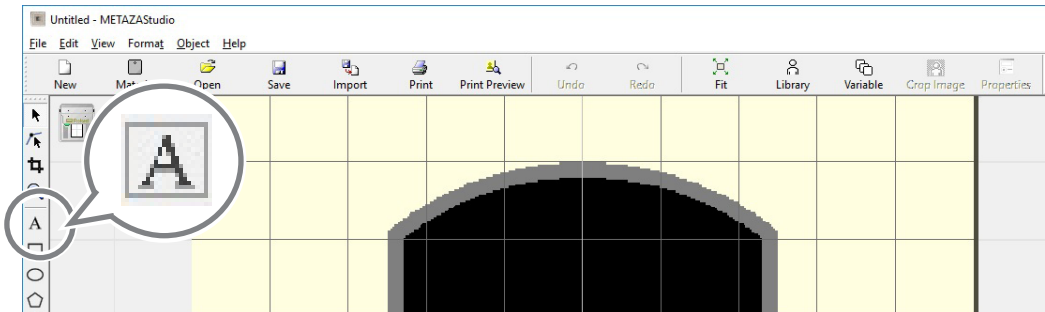 Untitled - METAZAStudio
File Edit View Format Object Help
New Open Save Import Print Print Preview Undo Redo Fit Library Variable Crop Image Properties
A
A